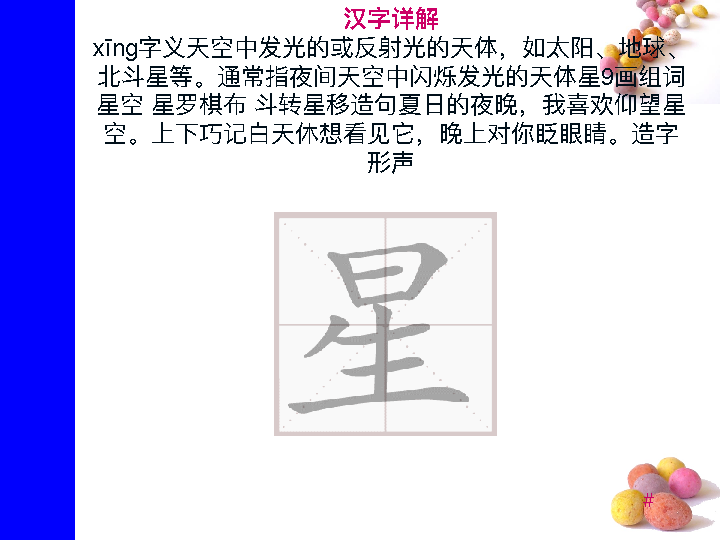 汉字详解
xīng字义天空中发光的或反射光的天体，如太阳、地球、
北斗星等。通常指夜间天空中闪烁发光的天体星9画组词
星空 星罗棋布 斗转星移造句夏日的夜晚，我喜欢仰望星
空。上下巧记白天休想看见它，晚上对你眨眼睛。造字
形声
星
#